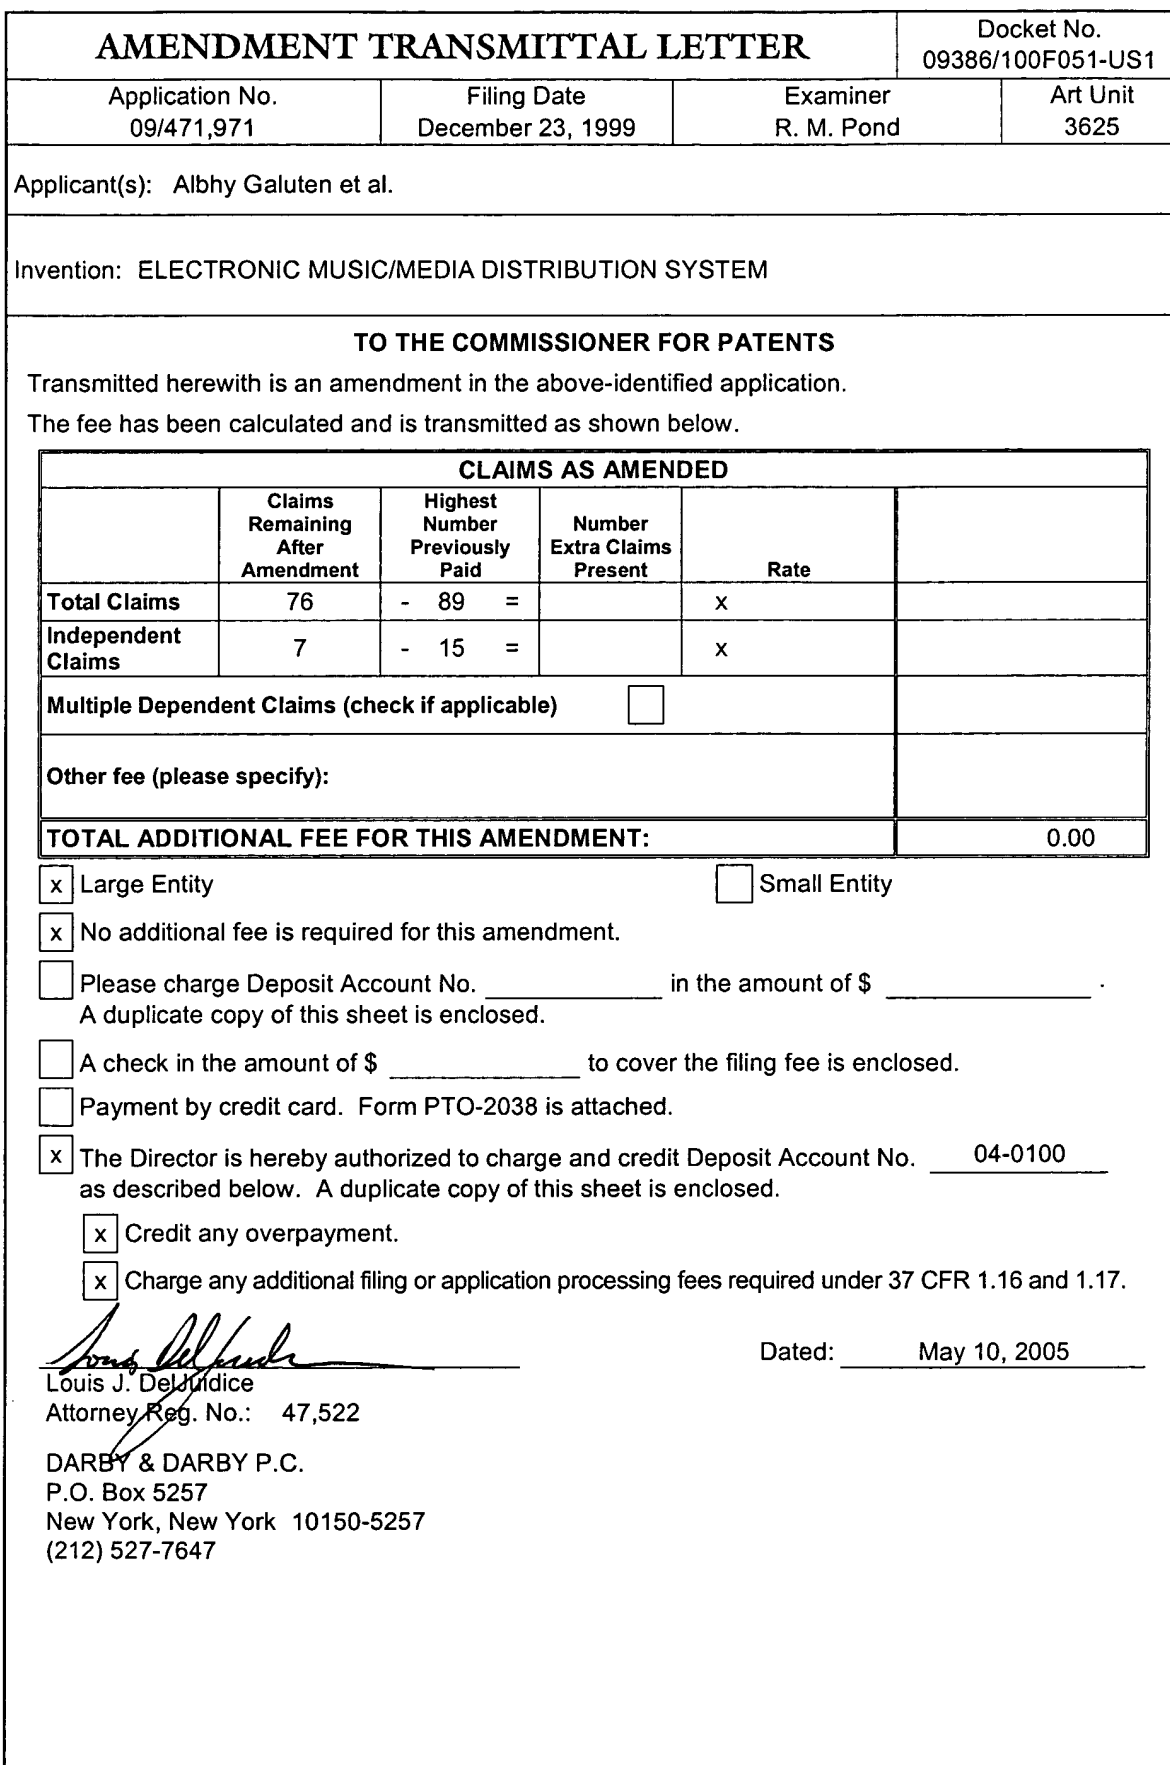 AMENDMENT TRANSMITTAL LETTER
Docket No.
09386/100F051-US1
Application No.
09/471,971
Filing Date
December 23, 1999
Examiner
R. M. Pond
Art Unit
3625
Applicant(s): Albhy Galuten et al.
Invention: ELECTRONIC MUSIC/MEDIA DISTRIBUTION SYSTEM
TO THE COMMISSIONER FOR PATENTS
Transmitted herewith is an amendment in the above-identified application.
The fee has been calculated and is transmitted as shown below.
CLAIMS AS AMENDED
Claims
Remaining
After
Amendment
Highest
Number
Previously
Paid
Number
Extra Claims
Present
Rate
Total Claims 76 - 89 = x
Independent
Claims 7 - 15 = x
Multiple Dependent Claims (check if applicable)
Other fee (please specify):
TOTAL ADDITIONAL FEE FOR THIS AMENDMENT: 0.00
x Large Entity Small Entity
x No additional fee is required for this amendment.
Please charge Deposit Account No. in the amount of $ .
A duplicate copy of this sheet is enclosed.
A check in the amount of $ to cover the filing fee is enclosed.
Payment by credit card. Form PTO-2038 is attached.
x The Director is hereby authorized to charge and credit Deposit Account No. 04-0100
as described below. A duplicate copy of this sheet is enclosed.
x Credit any overpayment.
x Charge any additional filing or application processing fees required under 37 CFR 1.16 and 1.17.
Dated: May 10, 2005
Louis J. DelJuidice
Attorney Reg. No.: 47,522
DARBY & DARBY P.C.
P.O. Box 5257
New York, New York 10150-5257
(212) 527-7647